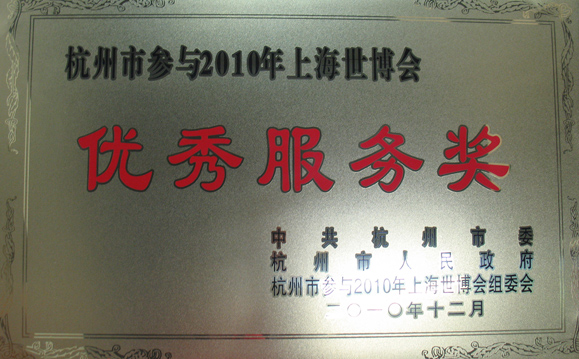 杭州市参与2010年上海世博会
优秀服务奖
中共杭州市委
杭州市人民政府
杭州市参与2010年上海世博会组委会
二〇一〇年十二月